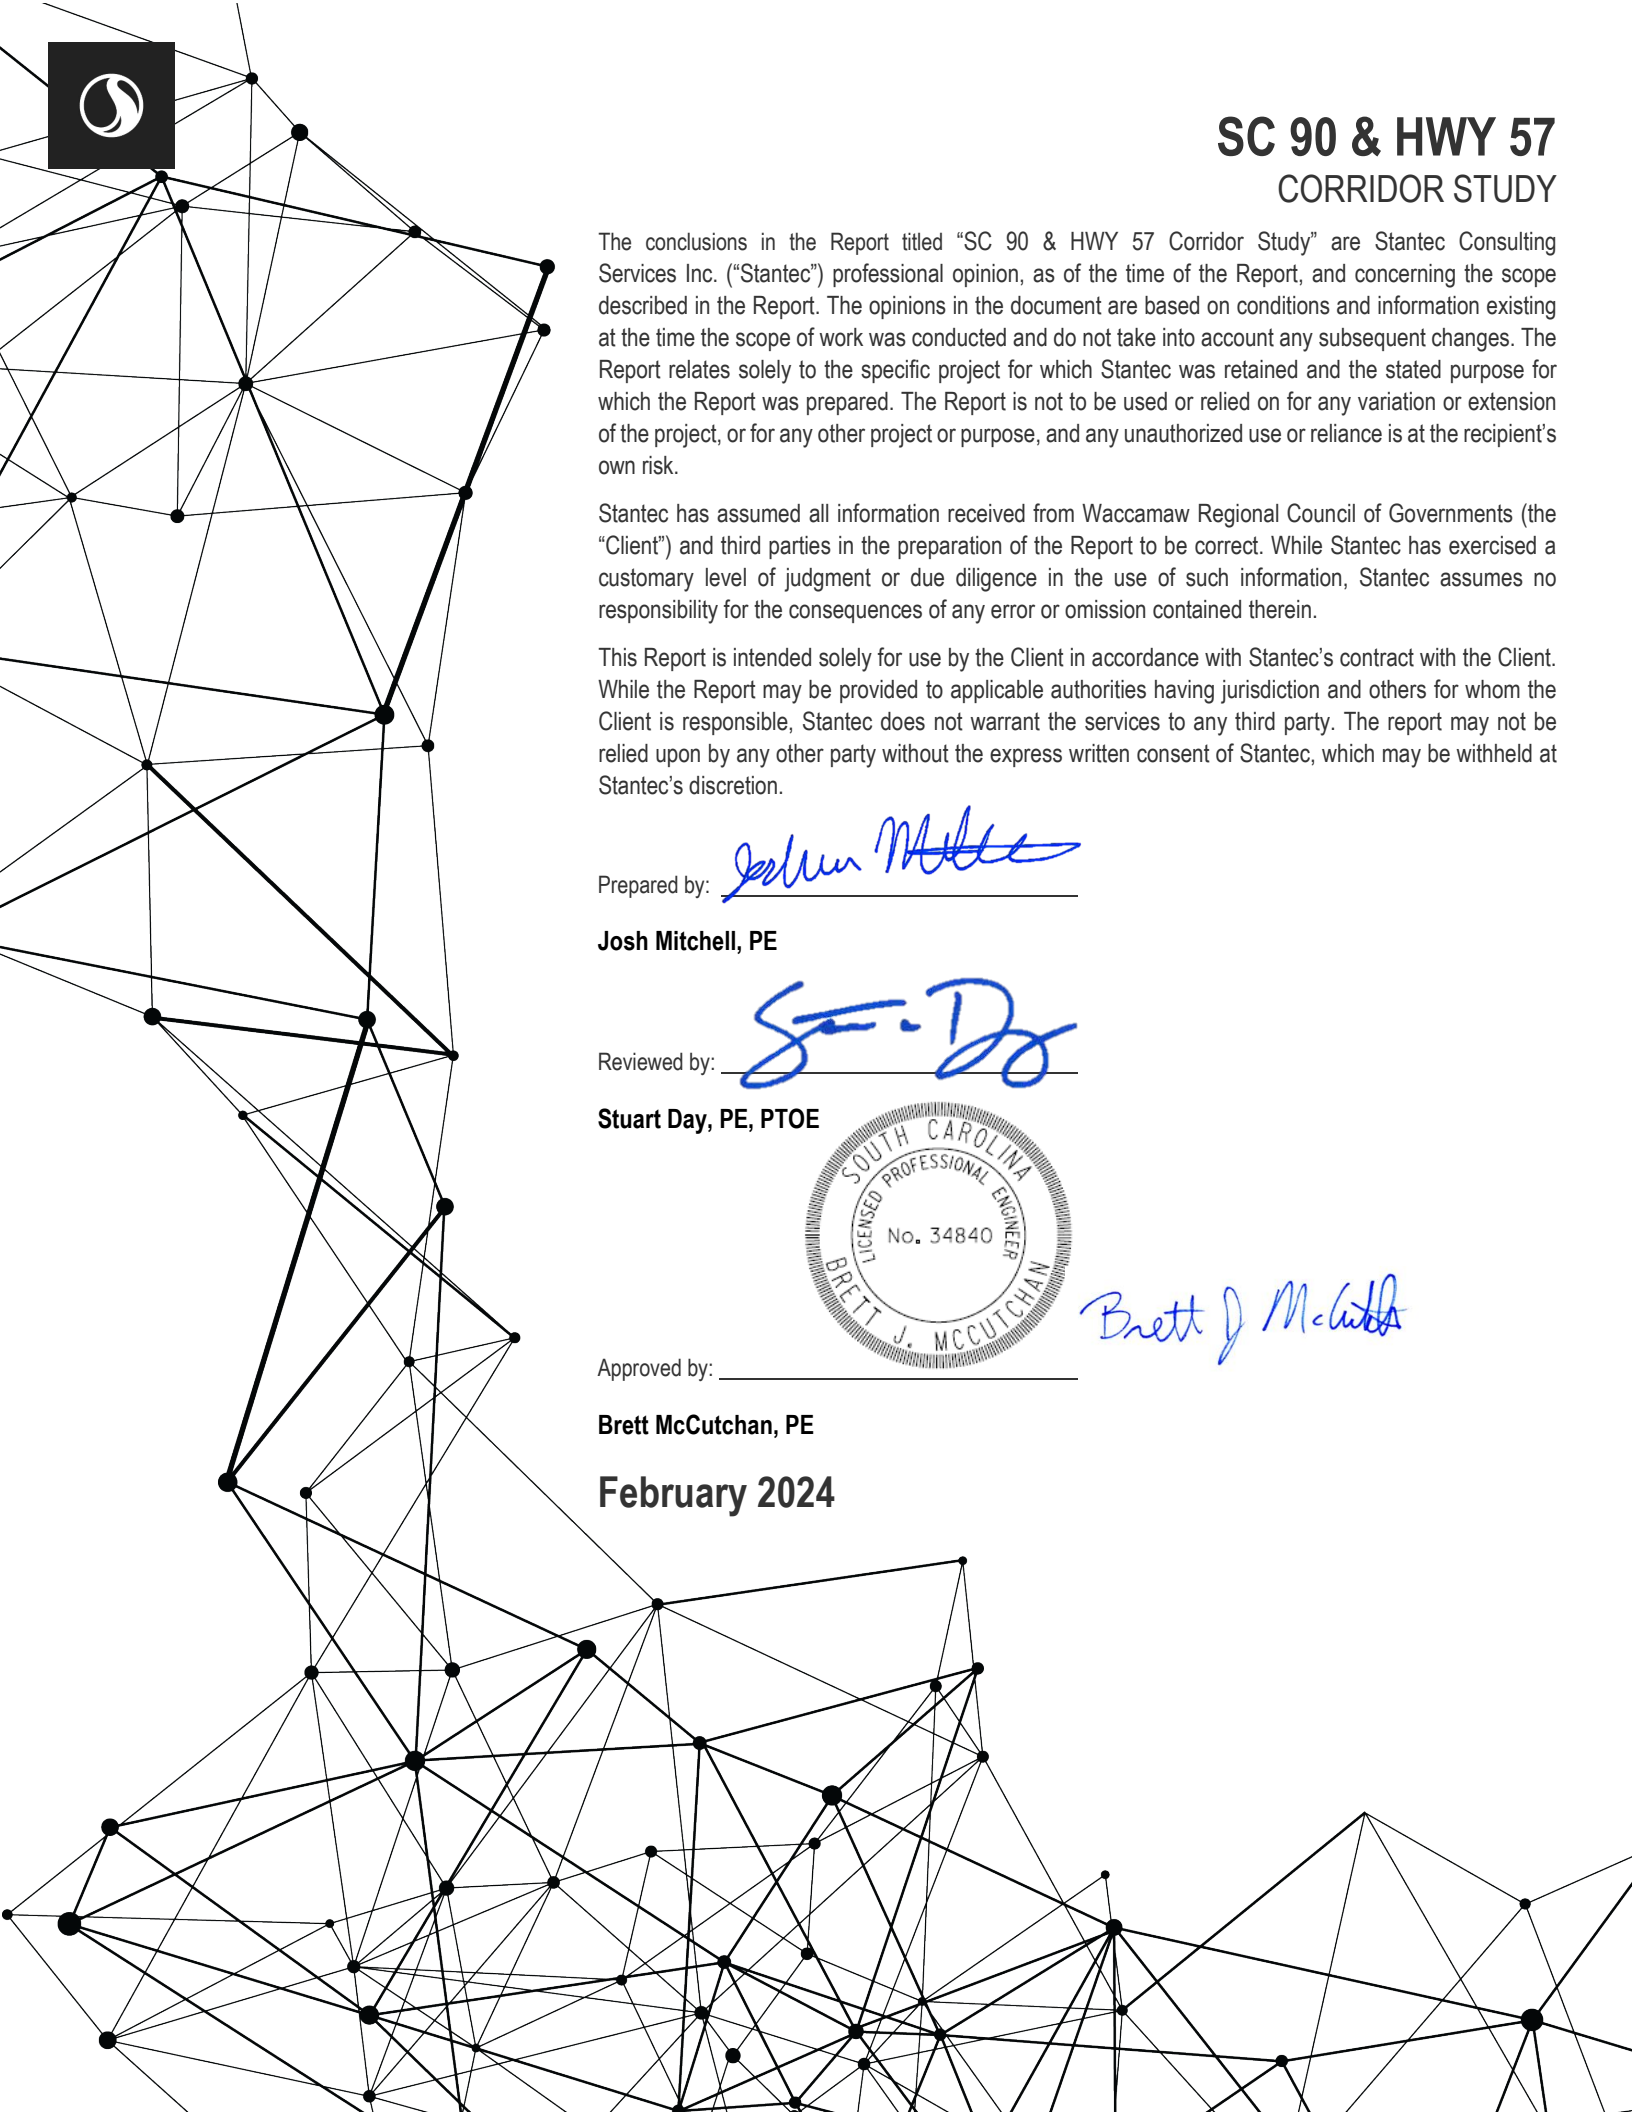 SC 90 & HWY 57
CORRIDOR STUDY
The conclusions in the Report titled “SC 90 & HWY 57 Corridor Study” are Stantec Consulting
Services Inc. (“Stantec”) professional opinion, as of the time of the Report, and concerning the scope
described in the Report. The opinions in the document are based on conditions and information existing
at the time the scope of work was conducted and do not take into account any subsequent changes. The
Report relates solely to the specific project for which Stantec was retained and the stated purpose for
which the Report was prepared. The Report is not to be used or relied on for any variation or extension
of the project, or for any other project or purpose, and any unauthorized use or reliance is at the recipient’s
own risk.
Stantec has assumed all information received from Waccamaw Regional Council of Governments (the
“Client”) and third parties in the preparation of the Report to be correct. While Stantec has exercised a
customary level of judgment or due diligence in the use of such information, Stantec assumes no
responsibility for the consequences of any error or omission contained therein.
This Report is intended solely for use by the Client in accordance with Stantec’s contract with the Client.
While the Report may be provided to applicable authorities having jurisdiction and others for whom the
Client is responsible, Stantec does not warrant the services to any third party. The report may not be
relied upon by any other party without the express written consent of Stantec, which may be withheld at
Stantec’s discretion.
Prepared by:
Josh Mitchell, PE
Reviewed by:
Stuart Day, PE, PTOE
SOUTH CAROLINA
LICENSED PROFESSIONAL ENGINEER
No. 34840
BRETT J. MCCUTCHAN
Brett J McCutchan
Approved by:
Brett McCutchan, PE
February 2024